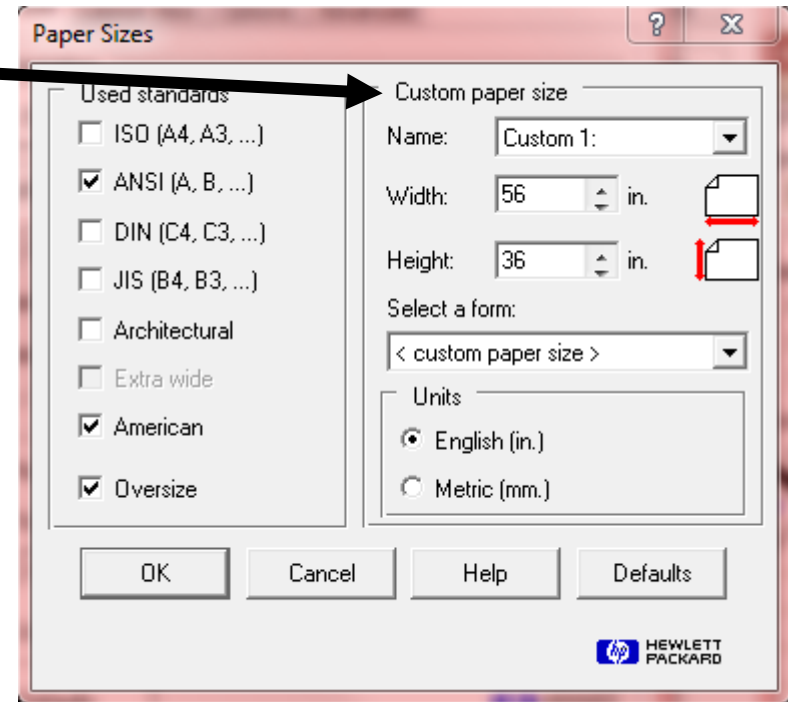 Paper Sizes
Used standards
ISO (A4, A3, ...)
ANSI (A, B, ...)
DIN (C4, C3, ...)
JIS (B4, B3, ...)
Architectural
Extra wide
American
Oversize
Custom paper size
Name: Custom 1:
Width: 56 in.
Height: 36 in.
Select a form:
< custom paper size >
Units
English (in.)
Metric (mm.)
OK Cancel Help Defaults
hp HEWLETT
PACKARD